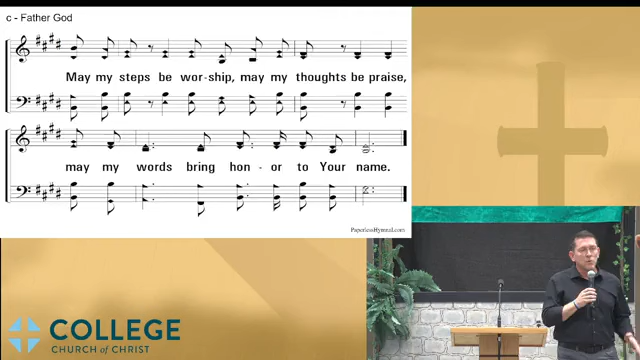 c - Father God
May my steps be wor-ship, may my thoughts be praise,
may my words bring hon - or to Your name.
PaperlessHymnal.com
COLLEGE
CHURCH of CHRIST